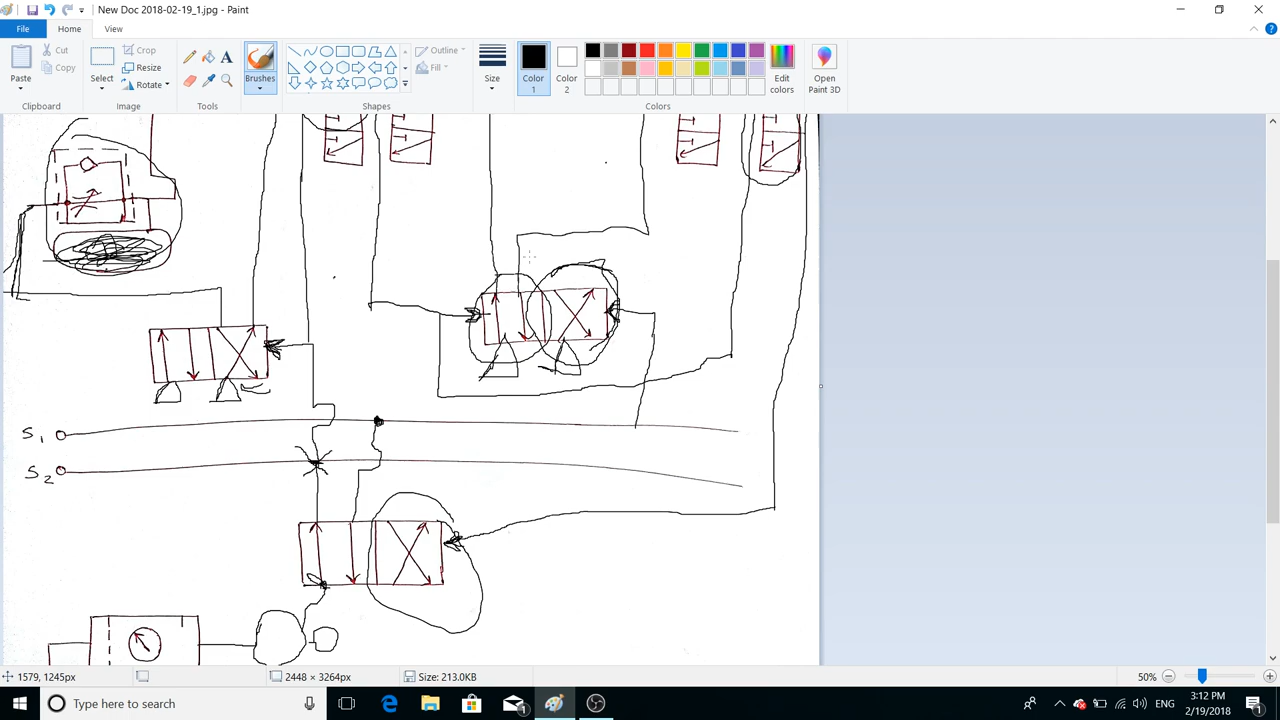 New Doc 2018-02-19_1.jpg - Paint
File
Home
View
Paste
Cut
Copy
Clipboard
Select
Crop
Resize
Rotate
Image
Tools
Brushes
Shapes
Outline
Fill
Size
Color 1
Color 2
Edit colors
Colors
Open Paint 3D
S1
S2
1579, 1245px
2448 × 3264px
Size: 213.0KB
50%
Type here to search
ENG
3:12 PM
2/19/2018
1
1